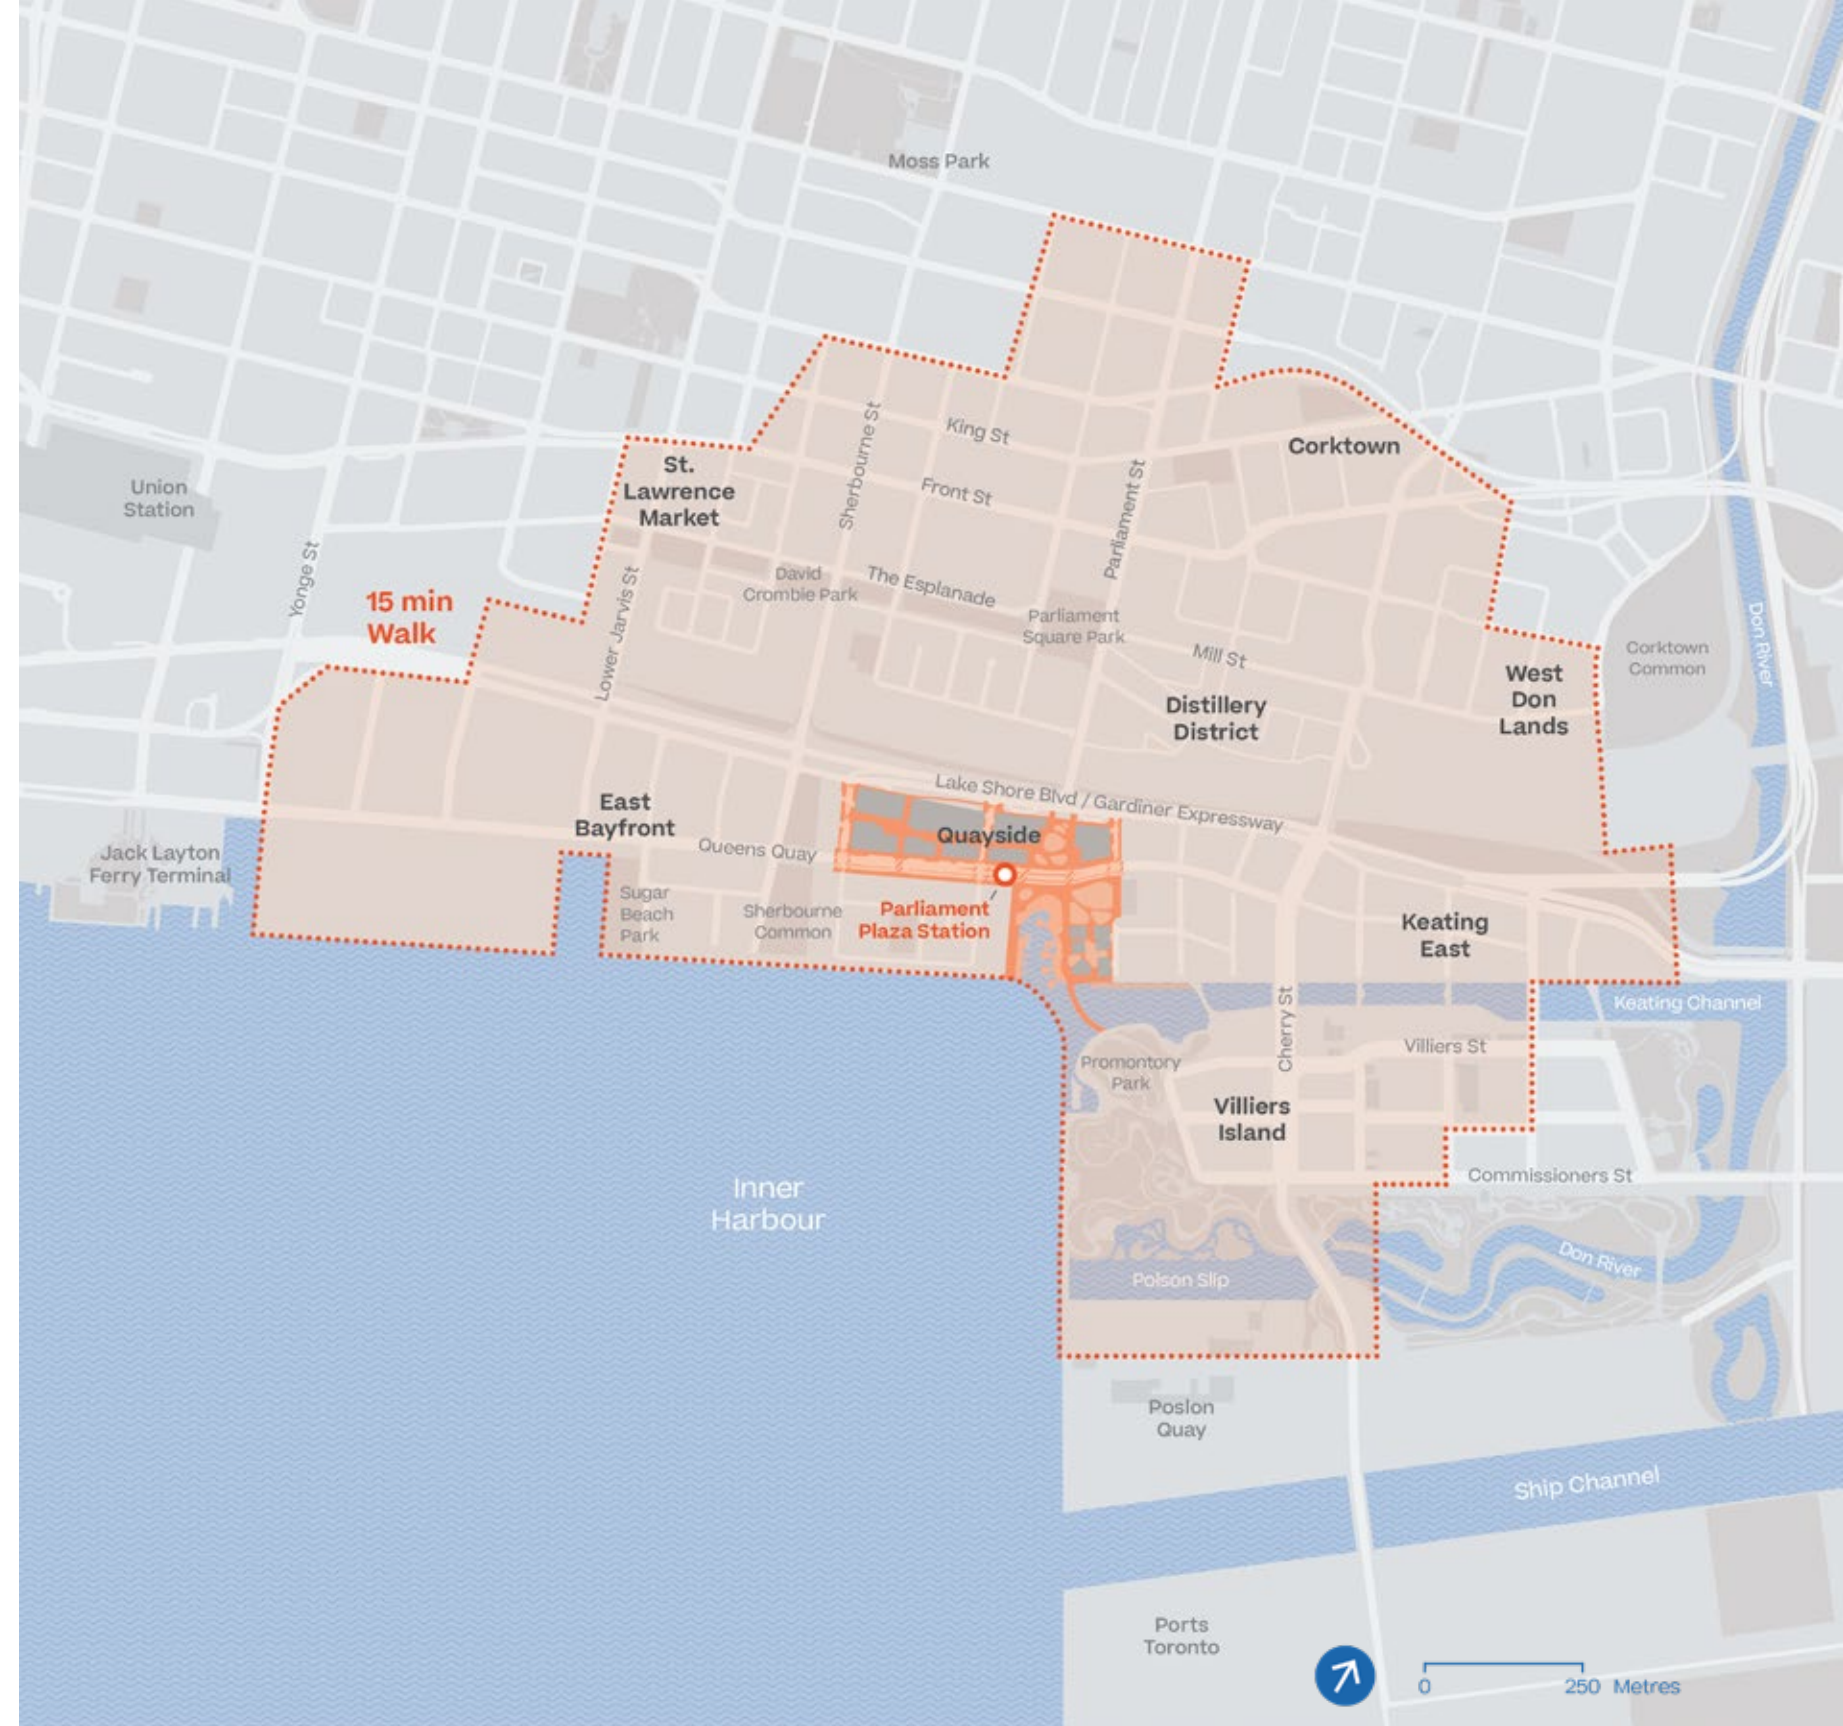 Moss Park
King St
Corktown
Sherbourne St
St.
Lawrence
Market
Union
Station
Front St
Parliament St
Yonge St
15 min
Walk
Lower Jarvis St
David
Crombie Park
The Esplanade
Parliament
Square Park
Mill St
Corktown
Common
Don River
West
Don
Lands
Distillery
District
East
Bayfront
Lake Shore Blvd / Gardiner Expressway
Quayside
Queens Quay
Jack Layton
Ferry Terminal
Sugar
Beach
Park
Sherbourne
Common
Parliament
Plaza Station
Keating
East
Keating Channel
Cherry St
Villiers St
Promontory
Park
Villiers
Island
Commissioners St
Inner
Harbour
Don River
Polson Slip
Poslon
Quay
Ship Channel
Ports
Toronto
0 250 Metres